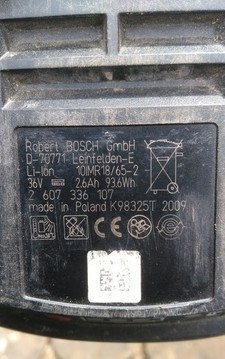 Robert BOSCH GmbH
D-70771 Leinfelden-E
Li-Ion 10IMR18/65-2
36V 2.6Ah 93.6Wh
2 607 336 107
made in Poland K98325T 2009
CE